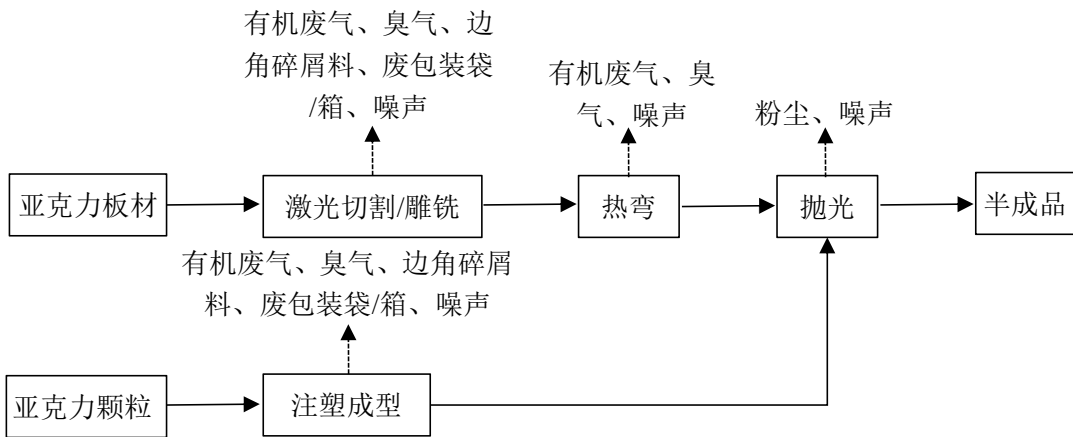 有机废气、臭气、边
角碎屑料、废包装袋
/箱、噪声
有机废气、臭
气、噪声
粉尘、噪声
亚克力板材
激光切割/雕铣
热弯
抛光
半成品
有机废气、臭气、边角碎屑
料、废包装袋/箱、噪声
亚克力颗粒
注塑成型